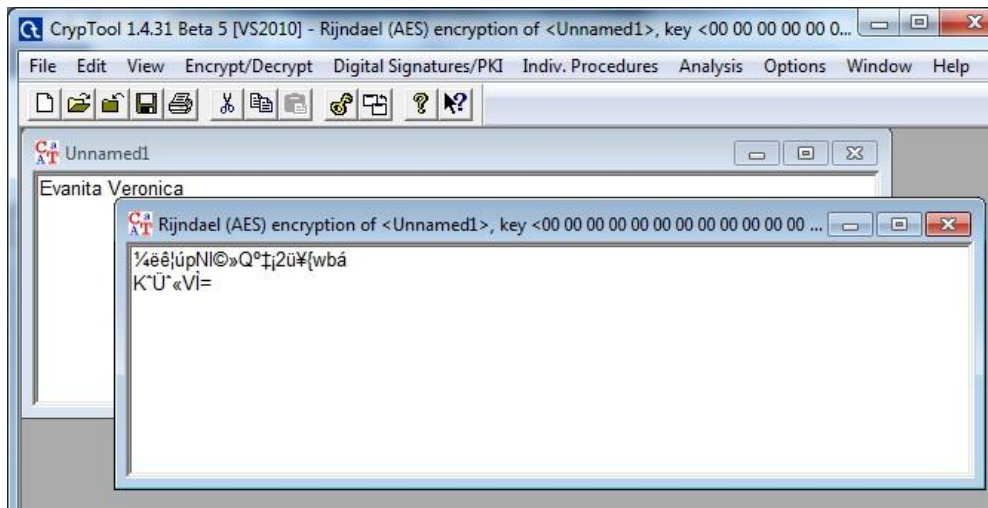 CrypTool 1.4.31 Beta 5 [VS2010] - Rijndael (AES) encryption of <Unnamed1>, key <00 00 00 00 00 0...
File Edit View Encrypt/Decrypt Digital Signatures/PKI Indiv. Procedures Analysis Options Window Help
Unnamed1
Evanita Veronica
Rijndael (AES) encryption of <Unnamed1>, key <00 00 00 00 00 00 00 00 00 00 00 00 ...
¼ëê¦úpNl©»Qº‡¡2ü¥{wbá
KˆÜˆ«VÌ=